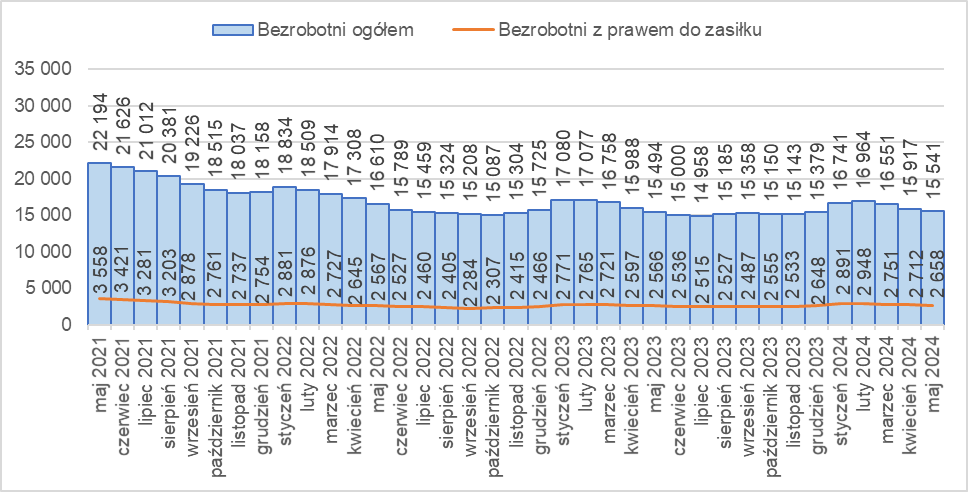 Bezrobotni ogółem
Bezrobotni z prawem do zasiłku
35 000
30 000
25 000
20 000
15 000
10 000
5 000
0
22 194
21 626
21 012
20 381
19 226
18 515
18 037
18 158
18 834
18 509
17 914
17 308
16 610
15 789
15 459
15 324
15 208
15 087
15 304
15 725
17 080
17 077
16 758
15 988
15 494
15 000
14 958
15 185
15 358
15 150
15 143
15 379
16 741
16 964
16 551
15 917
15 541
3 558
3 421
3 281
3 203
2 878
2 761
2 737
2 754
2 881
2 876
2 727
2 645
2 567
2 527
2 460
2 405
2 284
2 307
2 415
2 466
2 771
2 765
2 721
2 597
2 566
2 536
2 515
2 527
2 487
2 555
2 533
2 648
2 891
2 948
2 751
2 712
2 658
maj 2021
czerwiec 2021
lipiec 2021
sierpień 2021
wrzesień 2021
październik 2021
listopad 2021
grudzień 2021
styczeń 2022
luty 2022
marzec 2022
kwiecień 2022
maj 2022
czerwiec 2022
lipiec 2022
sierpień 2022
wrzesień 2022
październik 2022
listopad 2022
grudzień 2022
styczeń 2023
luty 2023
marzec 2023
kwiecień 2023
maj 2023
czerwiec 2023
lipiec 2023
sierpień 2023
wrzesień 2023
październik 2023
listopad 2023
grudzień 2023
styczeń 2024
luty 2024
marzec 2024
kwiecień 2024
maj 2024